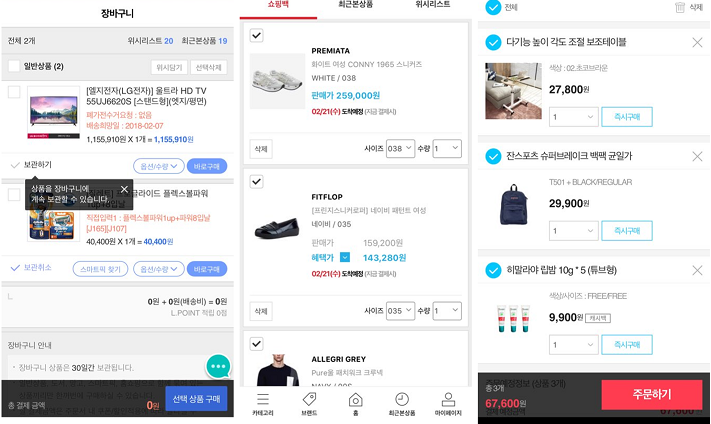 장바구니
전체 2개
위시리스트 20
최근본상품 19
일반상품 (2)
위시담기
선택삭제
[엘지전자(LG전자)] 울트라 HD TV
55UJ6620S [스탠드형](엣지/평면)
폐가전수거요청 : 없음
배송희망일 : 2018-02-07
1,155,910원 X 1개 = 1,155,910원
보관하기
옵션/수량
바로구매
상품을 장바구니에
계속 보관할 수 있습니다.
글라이드 플렉스볼파워
직접입력1 : 플렉스볼파워1up+파워8입날
[J165][J107]
40,400원 X 1개 = 40,400원
보관취소
스마트픽 찾기
옵션/수량
바로구매
L
0원 + 0원(배송비) = 0원
L.POINT 적립 0점
장바구니 안내
· 장바구니 상품은 30일간 보관됩니다.
총 결제 금액
0원
선택 상품 구매
쇼핑백
최근본상품
위시리스트
PREMIATA
화이트 여성 CONNY 1965 스니커즈
WHITE / 038
판매가 259,000원
02/21(수) 도착예정 (지금 결제시)
삭제
사이즈 038
수량 1
FITFLOP
[프린지스니커로퍼] 네이비 패턴트 여성
네이비 / 035
판매가 159,200원
혜택가 143,280원
02/21(수) 도착예정 (지금 결제시)
삭제
사이즈 035
수량 1
ALLEGRI GREY
Pure울 패치워크 크루넥
카테고리
브랜드
홈
최근본상품
마이페이지
전체
삭제
다기능 높이 각도 조절 보조테이블
색상 : 02.초코브라운
27,800원
1
즉시구매
잔스포츠 슈퍼브레이크 백팩 균일가
T501 + BLACK/REGULAR
29,900원
1
즉시구매
히말라야 립밤 10g * 5 (튜브형)
색상/사이즈 : FREE/FREE
9,900원
캐시백
1
즉시구매
총3개
67,600원
주문하기